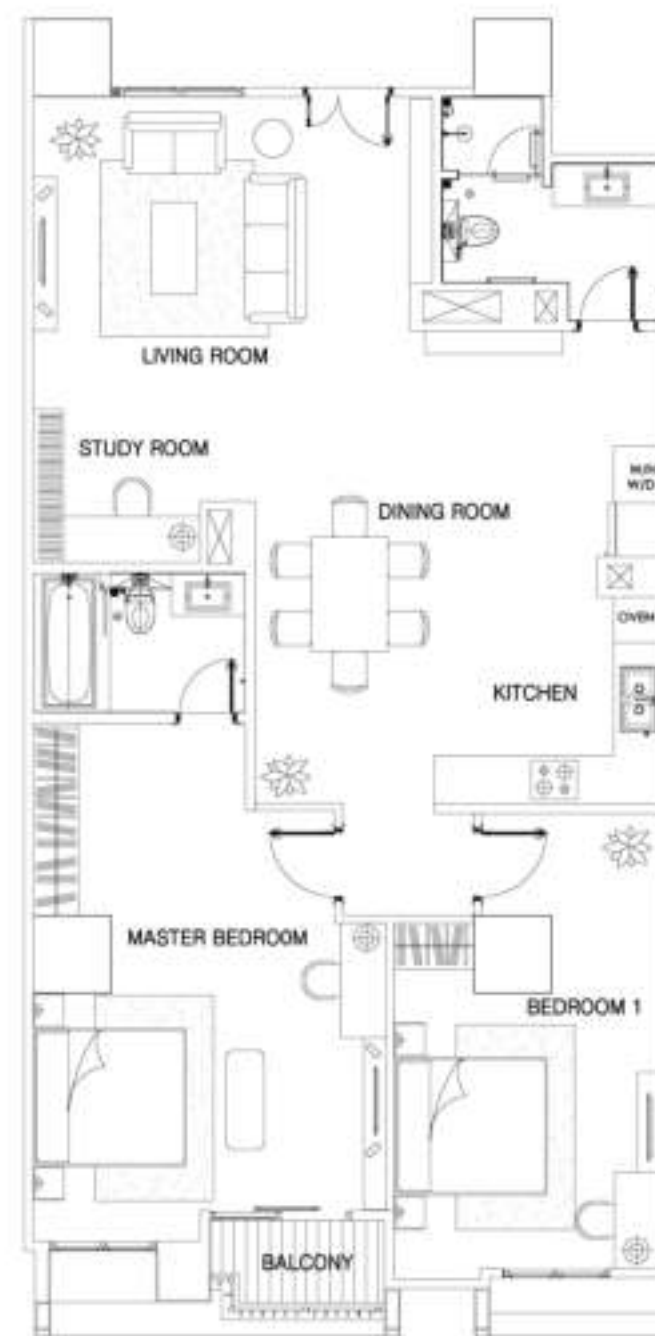 LIVING ROOM
STUDY ROOM
DINING ROOM
W/D
OVEN
KITCHEN
MASTER BEDROOM
BEDROOM 1
BALCONY